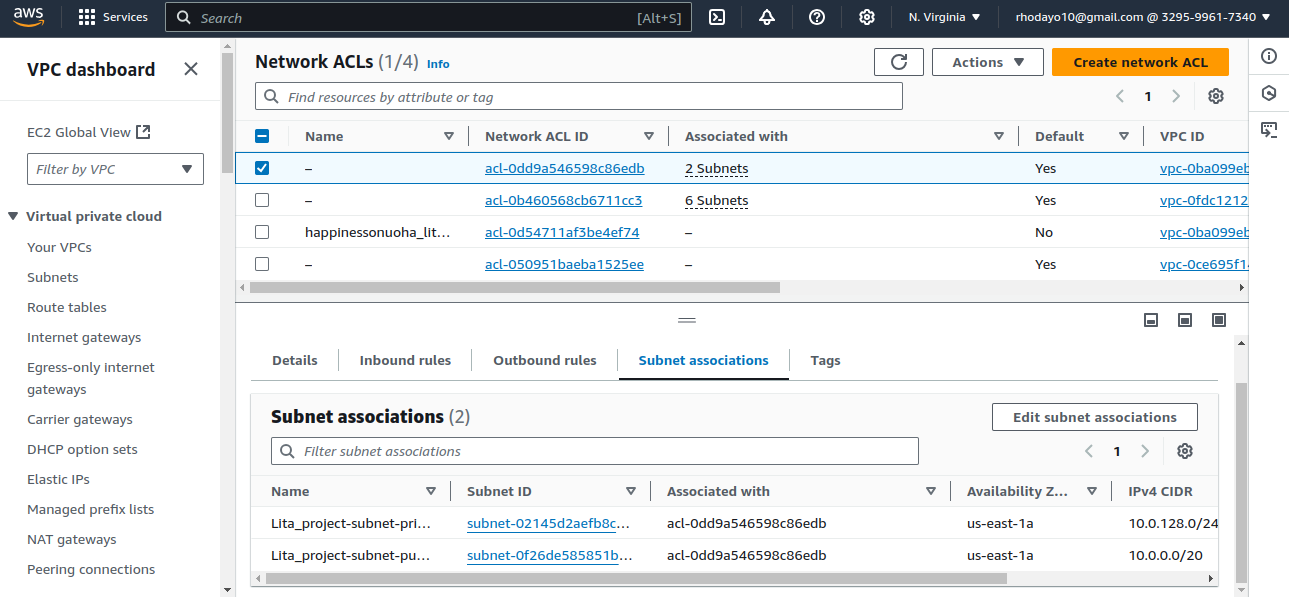 aws Services Search [Alt+S] N. Virginia rhodayo10@gmail.com @ 3295-9961-7340
VPC dashboard
EC2 Global View
Filter by VPC
Virtual private cloud
Your VPCs
Subnets
Route tables
Internet gateways
Egress-only internet
gateways
Carrier gateways
DHCP option sets
Elastic IPs
Managed prefix lists
NAT gateways
Peering connections
Network ACLs (1/4) Info Actions Create network ACL
Find resources by attribute or tag 1
Name Network ACL ID Associated with Default VPC ID
– acl-0dd9a546598c86edb 2 Subnets Yes vpc-0ba099eb
– acl-0b460568cb6711cc3 6 Subnets Yes vpc-0fdc1212
happinessonuoha_lit... acl-0d54711af3be4ef74 – No vpc-0ba099eb
– acl-050951baeba1525ee – Yes vpc-0ce695f14
Details Inbound rules Outbound rules Subnet associations Tags
Subnet associations (2) Edit subnet associations
Filter subnet associations 1
Name Subnet ID Associated with Availability Z... IPv4 CIDR
Lita_project-subnet-pri... subnet-02145d2aefb8c... acl-0dd9a546598c86edb us-east-1a 10.0.128.0/24
Lita_project-subnet-pu... subnet-0f26de585851b... acl-0dd9a546598c86edb us-east-1a 10.0.0.0/20